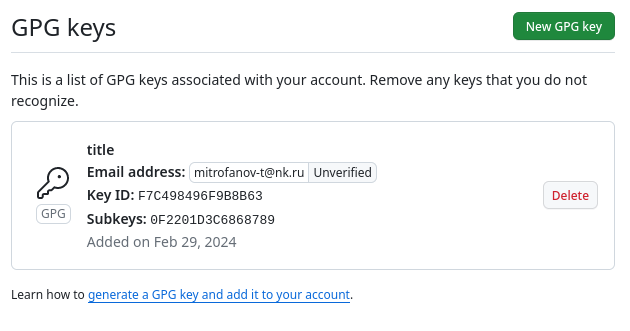 GPG keys
New GPG key
This is a list of GPG keys associated with your account. Remove any keys that you do not
recognize.
title
Email address: mitrofanov-t@nk.ru Unverified
Key ID: F7C498496F9B8B63
GPG
Subkeys: 0F2201D3C6868789
Delete
Added on Feb 29, 2024
Learn how to generate a GPG key and add it to your account.